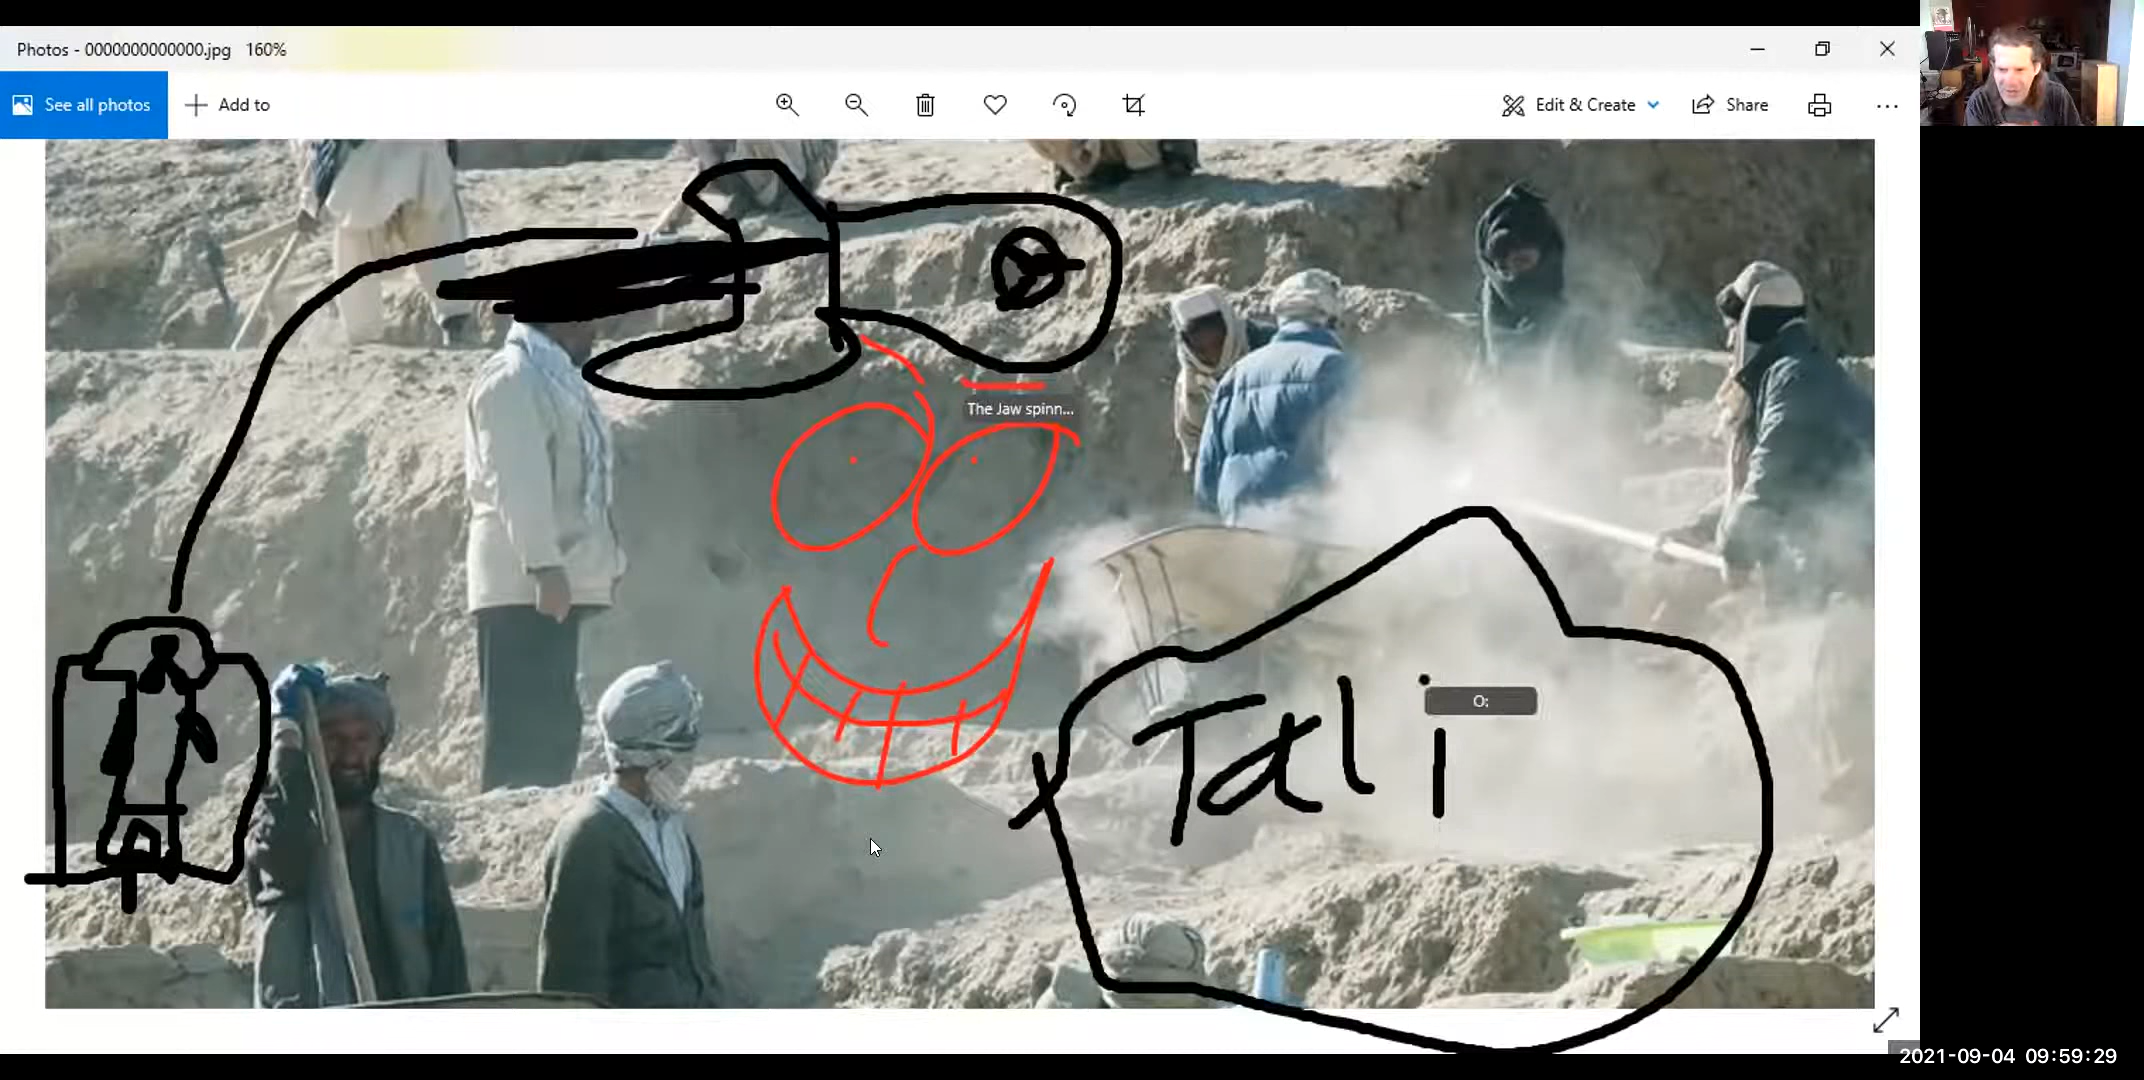 Photos - 0000000000000.jpg 160%
See all photos
Add to
Edit & Create
Share
The Jaw spinn...
O:
Tali
2021-09-04 09:59:29